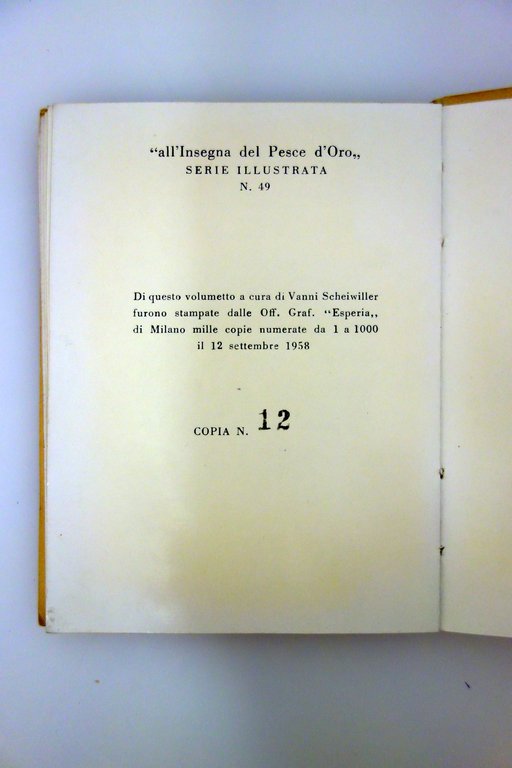 “all'Insegna del Pesce d'Oro„
SERIE ILLUSTRATA
N. 49
Di questo volumetto a cura di Vanni Scheiwiller
furono stampate dalle Off. Graf. “Esperia„
di Milano mille copie numerate da 1 a 1000
il 12 settembre 1958
COPIA N. 12